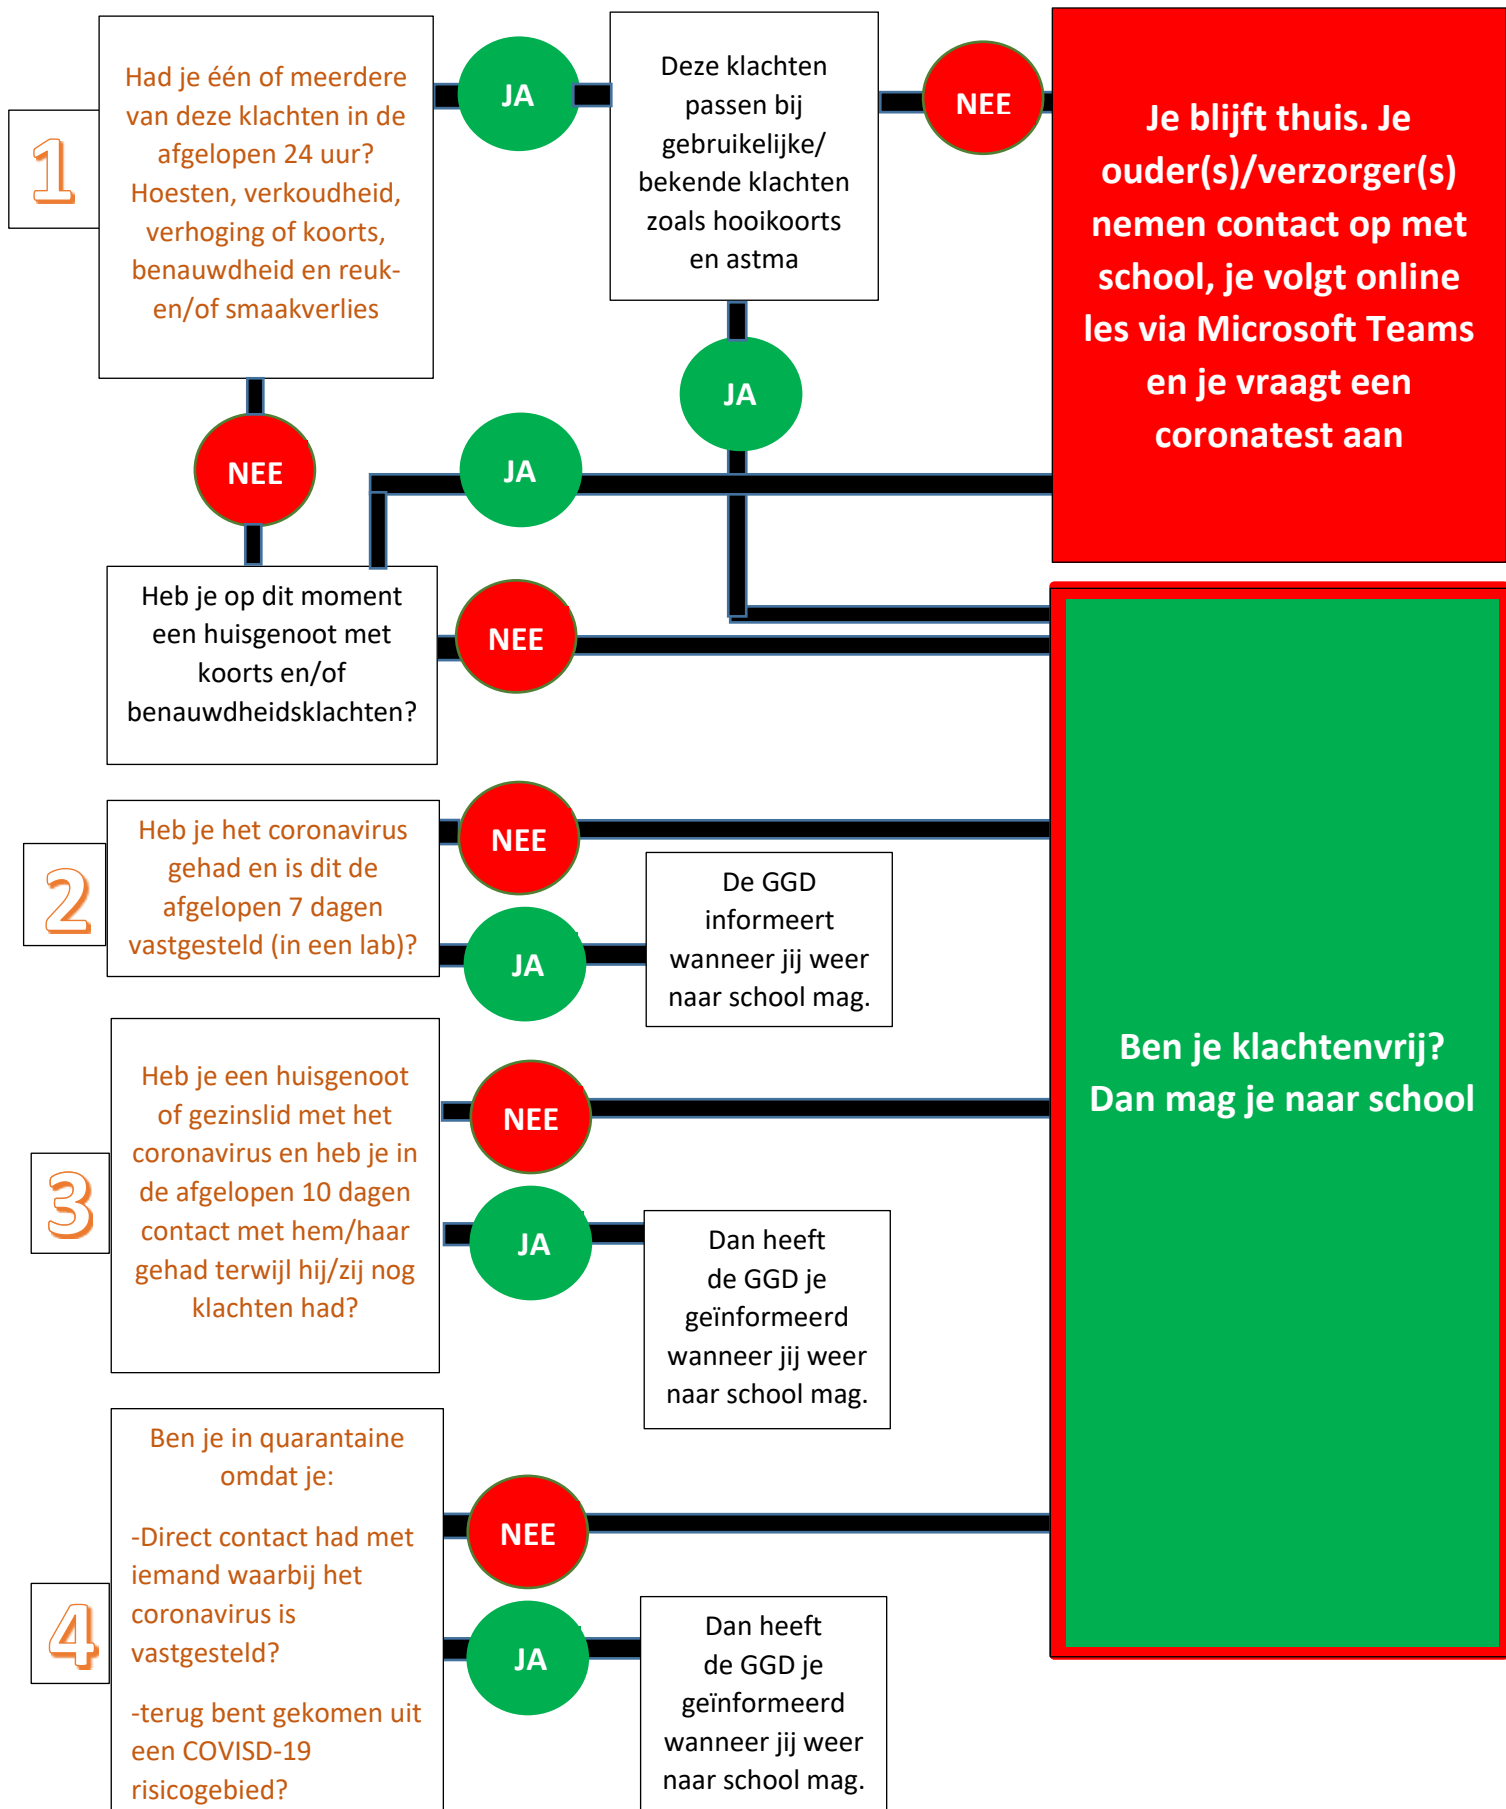 1
Had je één of meerdere
van deze klachten in de
afgelopen 24 uur?
Hoesten, verkoudheid,
verhoging of koorts,
benauwdheid en reuk-
en/of smaakverlies
JA
Deze klachten
passen bij
gebruikelijke/
bekende klachten
zoals hooikoorts
en astma
NEE
Je blijft thuis. Je
ouder(s)/verzorger(s)
nemen contact op met
school, je volgt online
les via Microsoft Teams
en je vraagt een
coronatest aan
JA
NEE
JA
Heb je op dit moment
een huisgenoot met
koorts en/of
benauwdheidsklachten?
NEE
2
Heb je het coronavirus
gehad en is dit de
afgelopen 7 dagen
vastgesteld (in een lab)?
NEE
JA
De GGD
informeert
wanneer jij weer
naar school mag.
Ben je klachtenvrij?
Dan mag je naar school
3
Heb je een huisgenoot
of gezinslid met het
coronavirus en heb je in
de afgelopen 10 dagen
contact met hem/haar
gehad terwijl hij/zij nog
klachten had?
NEE
JA
Dan heeft
de GGD je
geïnformeerd
wanneer jij weer
naar school mag.
4
Ben je in quarantaine
omdat je:
-Direct contact had met
iemand waarbij het
coronavirus is
vastgesteld?
-terug bent gekomen uit
een COVISD-19
risicogebied?
NEE
JA
Dan heeft
de GGD je
geïnformeerd
wanneer jij weer
naar school mag.